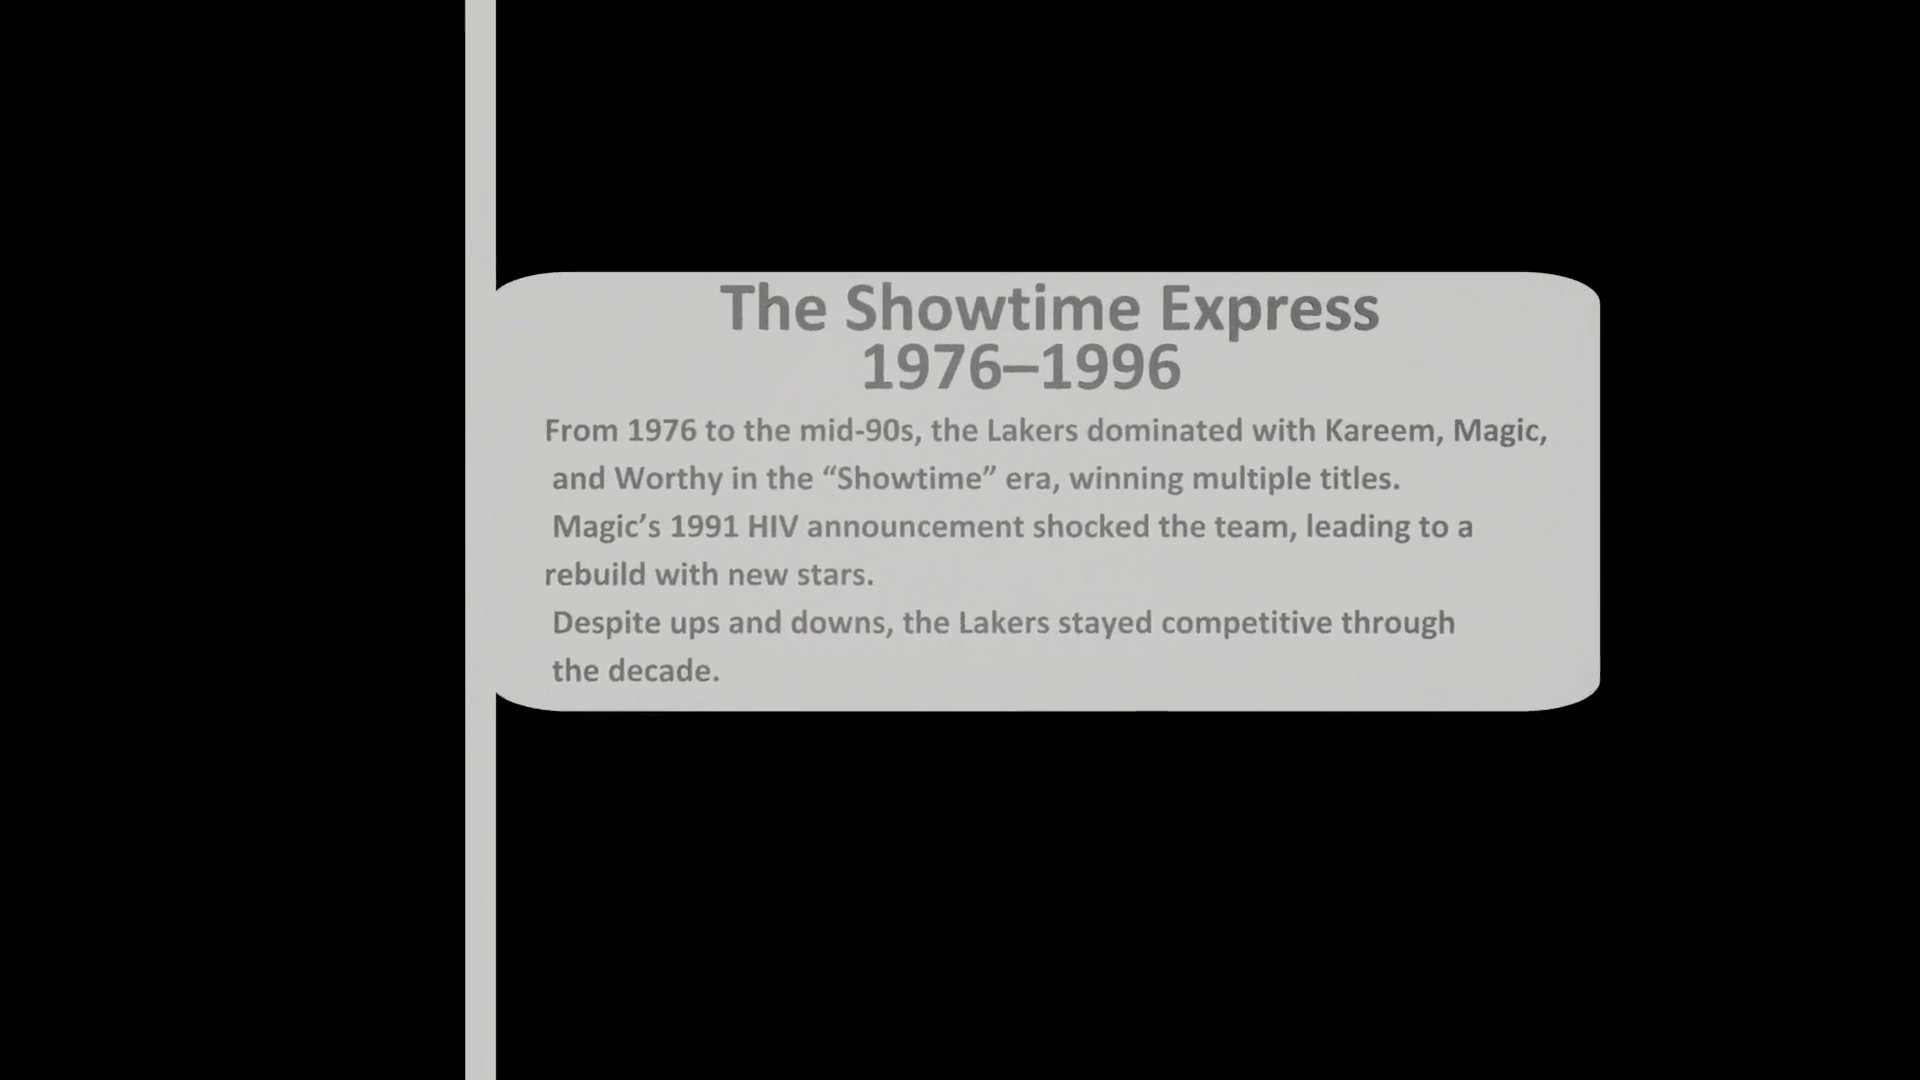 The Showtime Express
1976–1996
From 1976 to the mid-90s, the Lakers dominated with Kareem, Magic,
and Worthy in the “Showtime” era, winning multiple titles.
Magic’s 1991 HIV announcement shocked the team, leading to a
rebuild with new stars.
Despite ups and downs, the Lakers stayed competitive through
the decade.